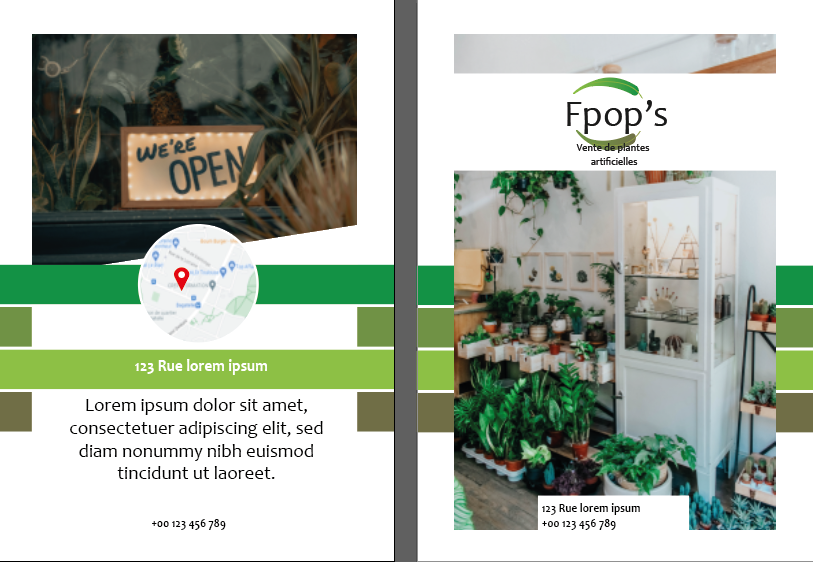 WE'RE
OPEN
123 Rue lorem ipsum
Lorem ipsum dolor sit amet,
consectetuer adipiscing elit, sed
diam nonummy nibh euismod
tincidunt ut laoreet.
+00 123 456 789
Fpop's
Vente de plantes
artificielles
123 Rue lorem ipsum
+00 123 456 789